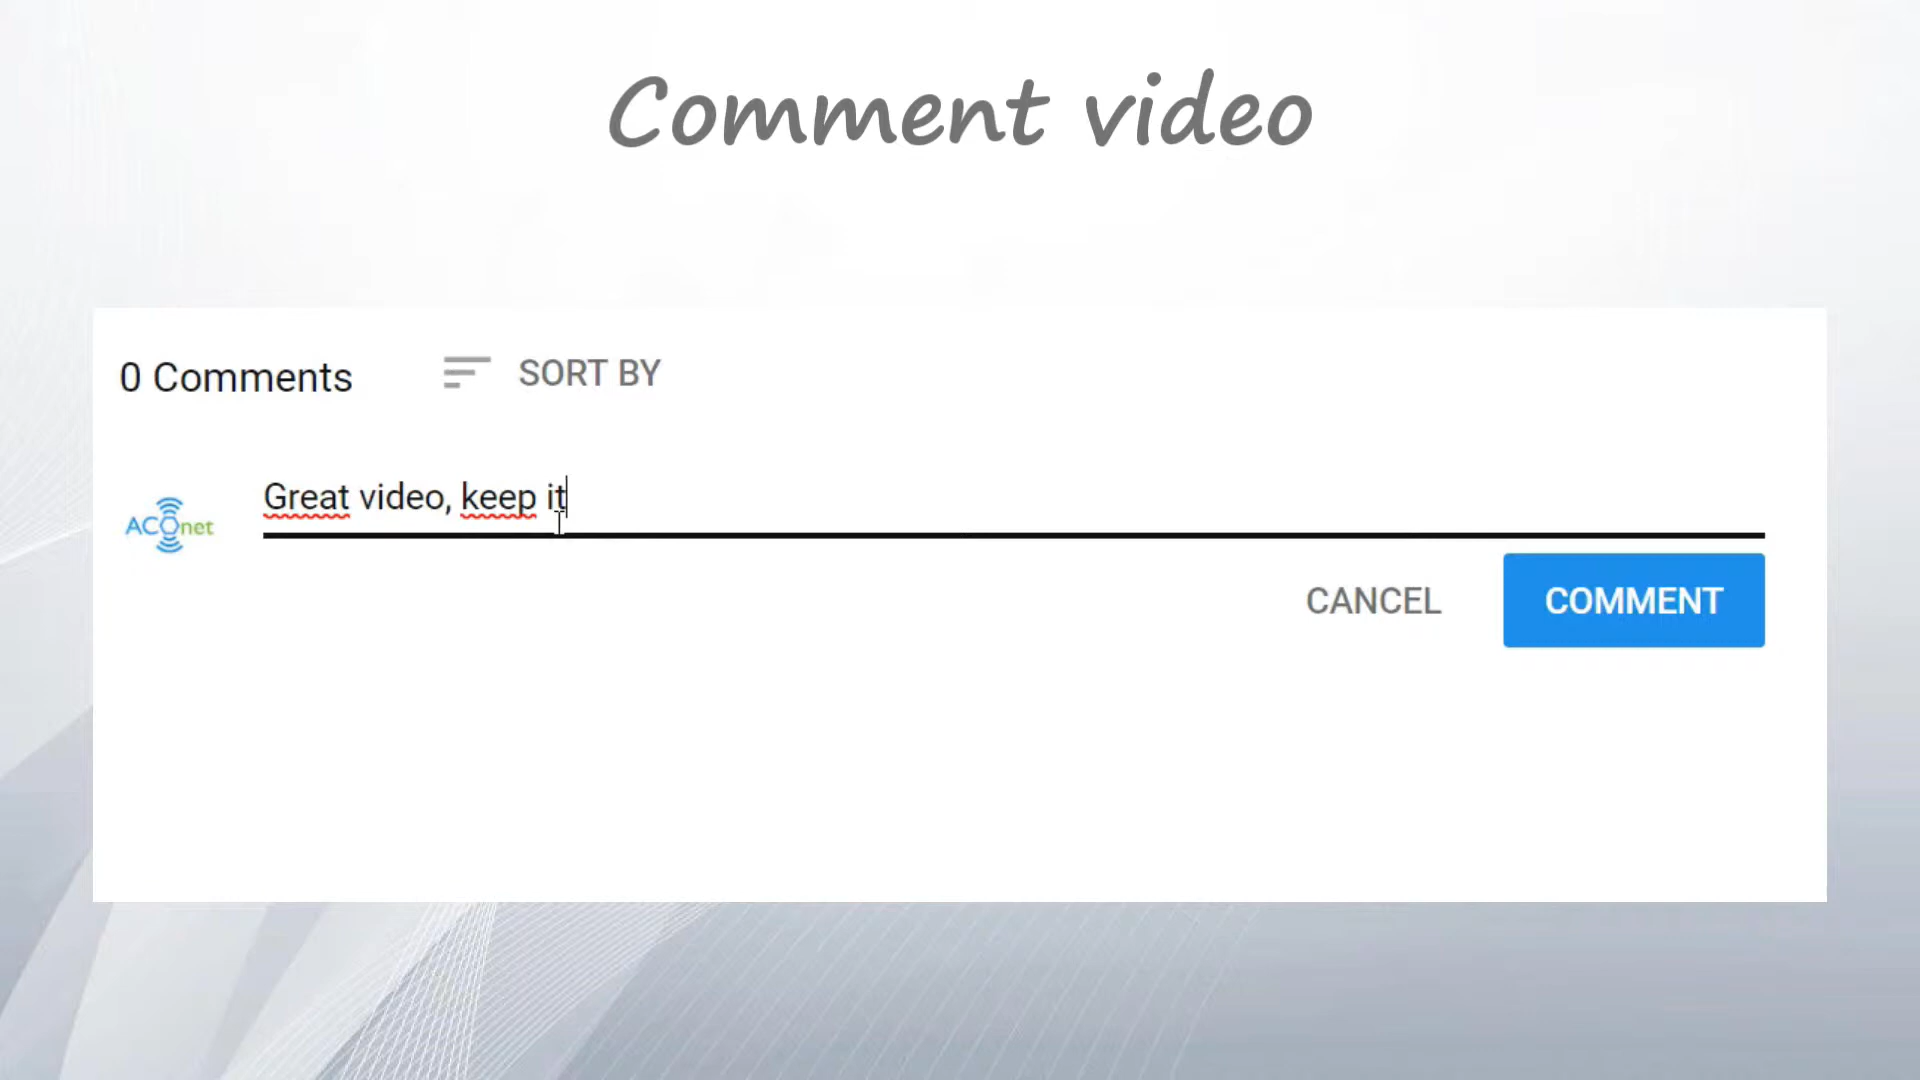 Comment video
0 Comments SORT BY
Great video, keep it
ACOnet
CANCEL COMMENT